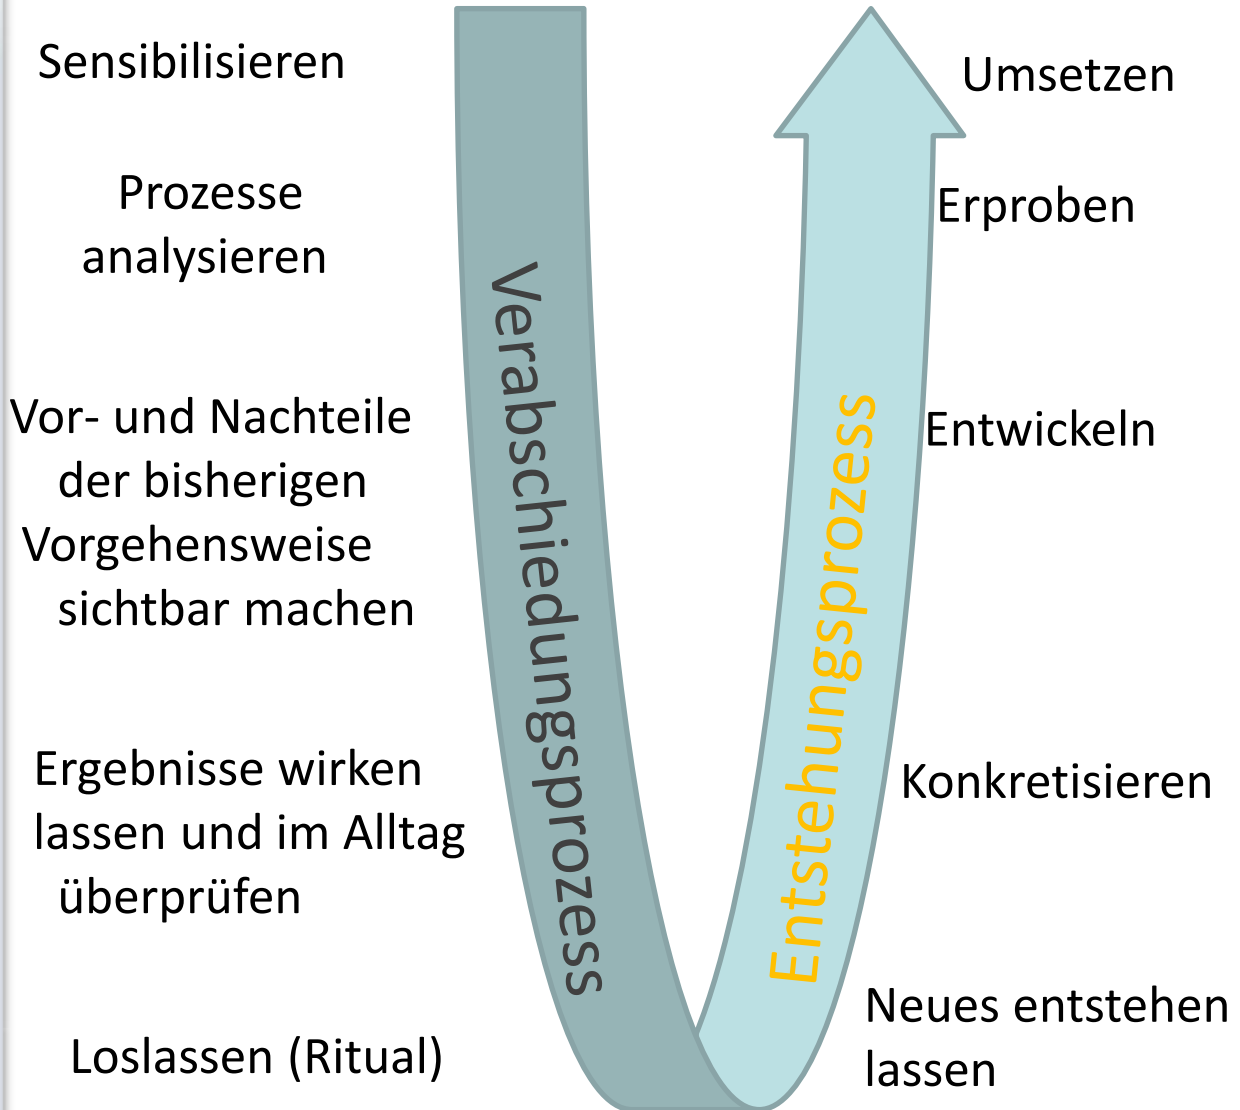 Sensibilisieren
Prozesse
analysieren
Vor- und Nachteile
der bisherigen
Vorgehensweise
sichtbar machen
Ergebnisse wirken
lassen und im Alltag
überprüfen
Loslassen (Ritual)
Verabschiedungsprozess
Entstehungsprozess
Umsetzen
Erproben
Entwickeln
Konkretisieren
Neues entstehen
lassen